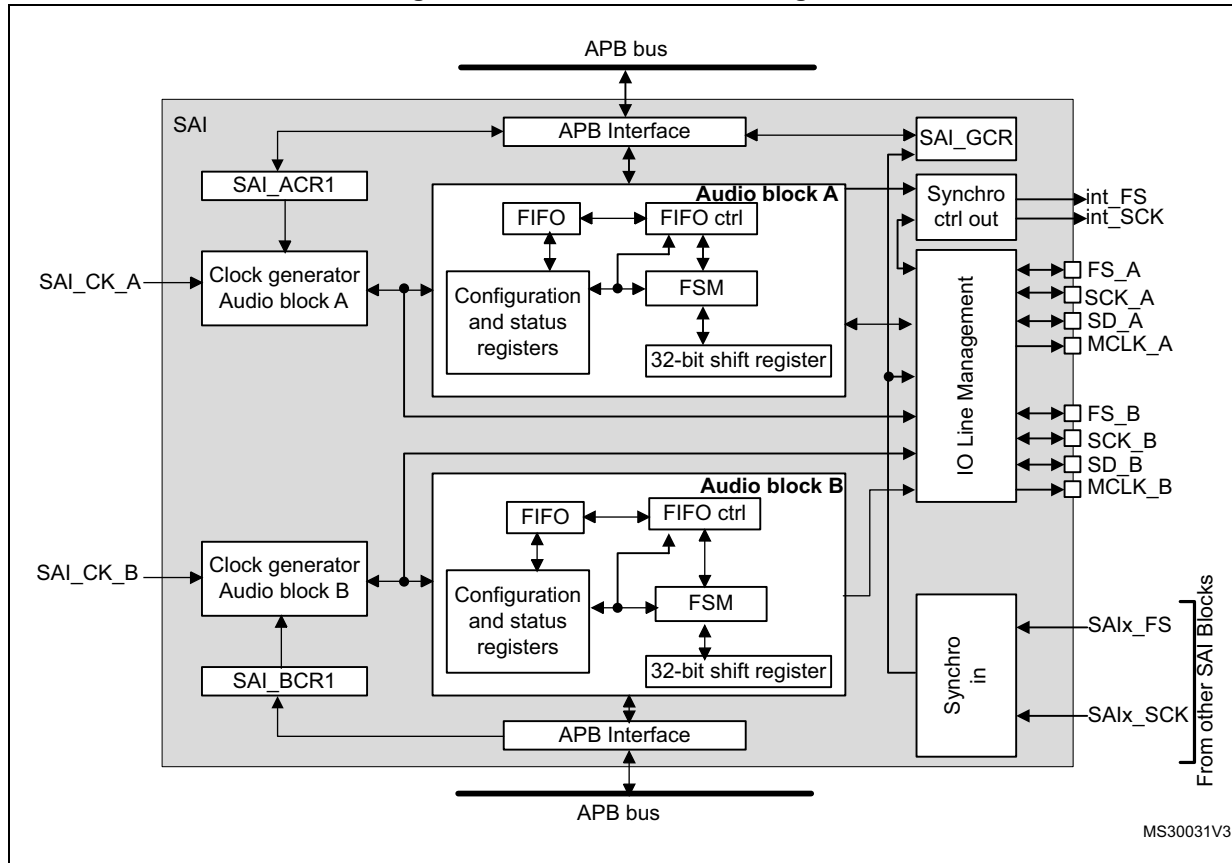 APB bus
SAI
APB Interface
SAI_GCR
SAI_ACR1
Audio block A
FIFO
FIFO ctrl
Synchro
ctrl out
int_FS
int_SCK
SAI_CK_A
Clock generator
Audio block A
Configuration
and status
registers
FSM
32-bit shift register
IO Line Management
FS_A
SCK_A
SD_A
MCLK_A
FS_B
SCK_B
SD_B
MCLK_B
Audio block B
FIFO
FIFO ctrl
SAI_CK_B
Clock generator
Audio block B
Configuration
and status
registers
FSM
32-bit shift register
SAI_BCR1
Synchro
in
SAIx_FS
SAIx_SCK
From other SAI Blocks
APB Interface
APB bus
MS30031V3